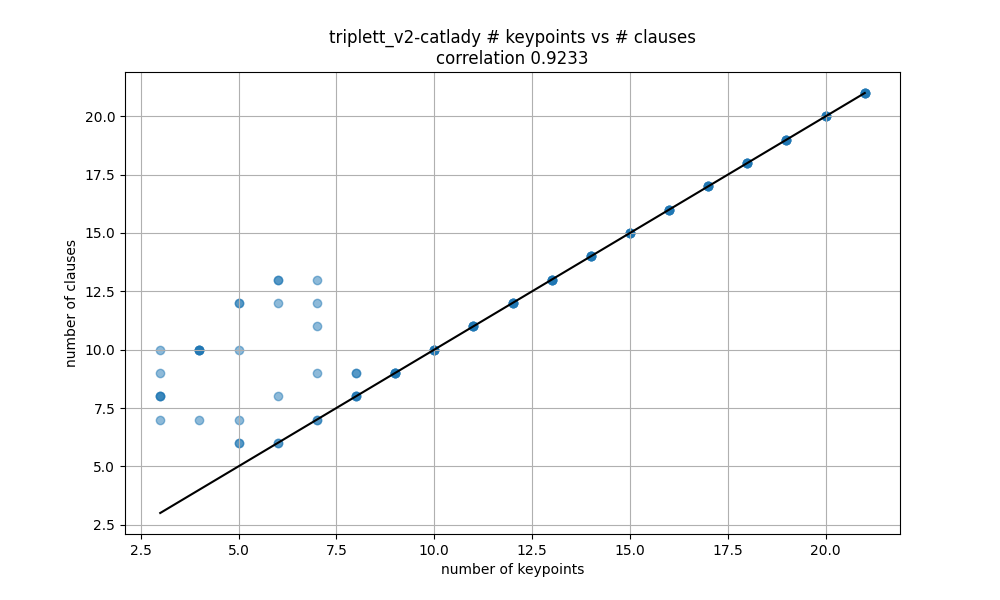 triplett_v2-catlady # keypoints vs # clauses
correlation 0.9233
number of clauses
20.0
17.5
15.0
12.5
10.0
7.5
5.0
2.5
2.5 5.0 7.5 10.0 12.5 15.0 17.5 20.0
number of keypoints